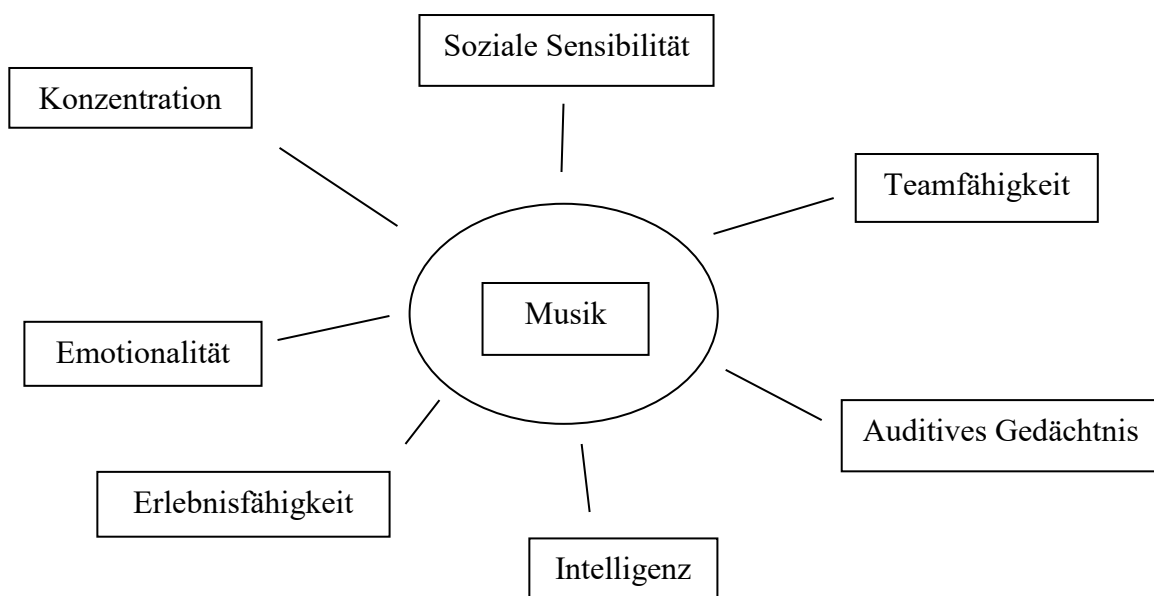 Soziale Sensibilität
Konzentration
Teamfähigkeit
Musik
Emotionalität
Auditives Gedächtnis
Erlebnisfähigkeit
Intelligenz